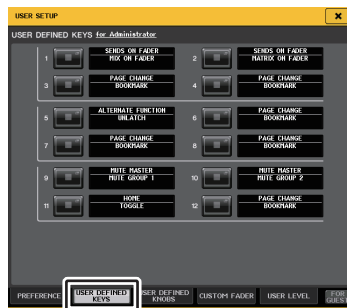 USER SETUP
USER DEFINED KEYS for Administrator
1 SENDS ON FADER
MIX ON FADER
2 SENDS ON FADER
MATRIX ON FADER
3 PAGE CHANGE
BOOKMARK
4 PAGE CHANGE
BOOKMARK
5 ALTERNATE FUNCTION
UNLATCH
6 PAGE CHANGE
BOOKMARK
7 PAGE CHANGE
BOOKMARK
8 PAGE CHANGE
BOOKMARK
9 MUTE MASTER
MUTE GROUP 1
10 MUTE MASTER
MUTE GROUP 2
11 HOME
TOGGLE
12 PAGE CHANGE
BOOKMARK
PREFERENCE
USER DEFINED
KEYS
USER DEFINED
KNOBS
CUSTOM FADER
USER LEVEL
FOR
GUEST